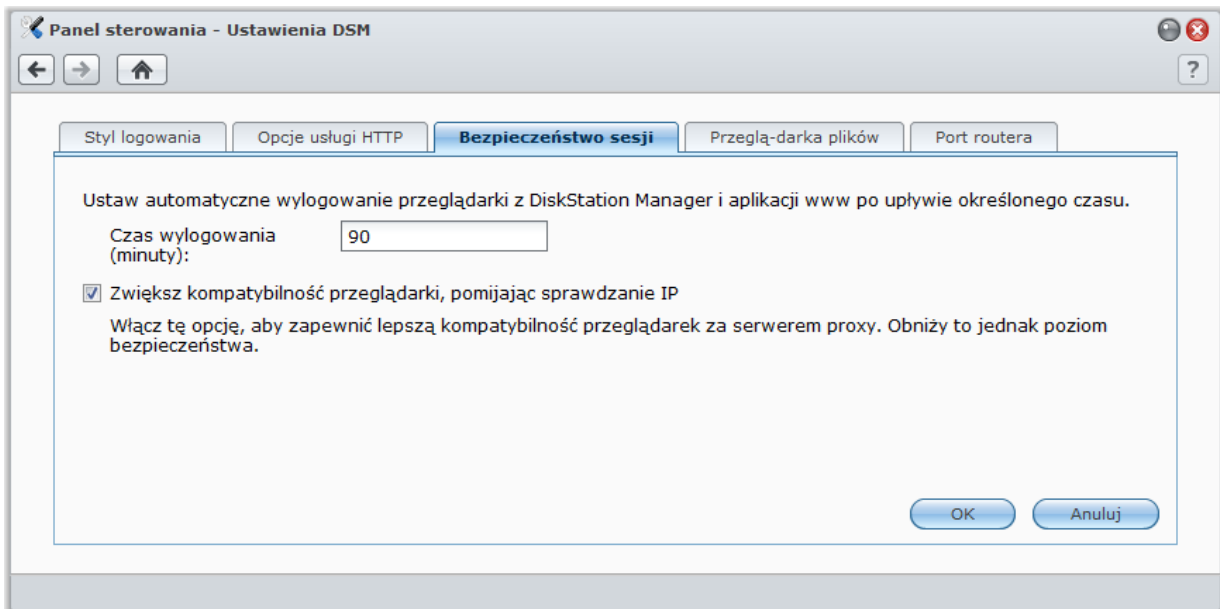 Panel sterowania - Ustawienia DSM
?
Styl logowania
Opcje usługi HTTP
Bezpieczeństwo sesji
Przeglą-darka plików
Port routera
Ustaw automatyczne wylogowanie przeglądarki z DiskStation Manager i aplikacji www po upływie określonego czasu.
Czas wylogowania
(minuty):
90
Zwiększ kompatybilność przeglądarki, pomijając sprawdzanie IP
Włącz tę opcję, aby zapewnić lepszą kompatybilność przeglądarek za serwerem proxy. Obniży to jednak poziom
bezpieczeństwa.
OK
Anuluj